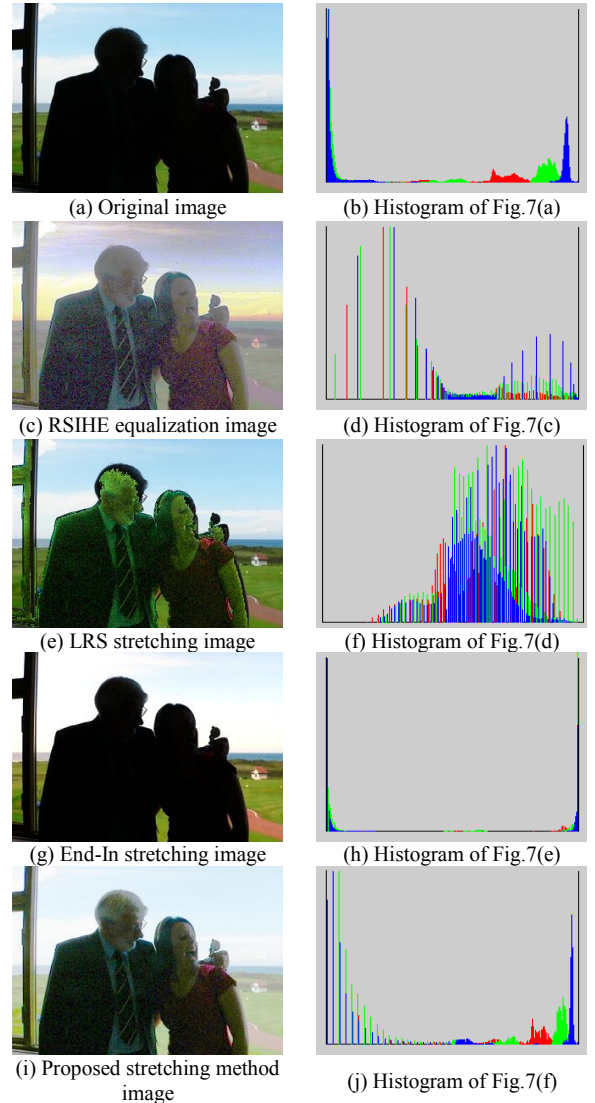 (a) Original image
(b) Histogram of Fig.7(a)
(c) RSIHE equalization image
(d) Histogram of Fig.7(c)
(e) LRS stretching image
(f) Histogram of Fig.7(d)
(g) End-In stretching image
(h) Histogram of Fig.7(e)
(i) Proposed stretching method
image
(j) Histogram of Fig.7(f)